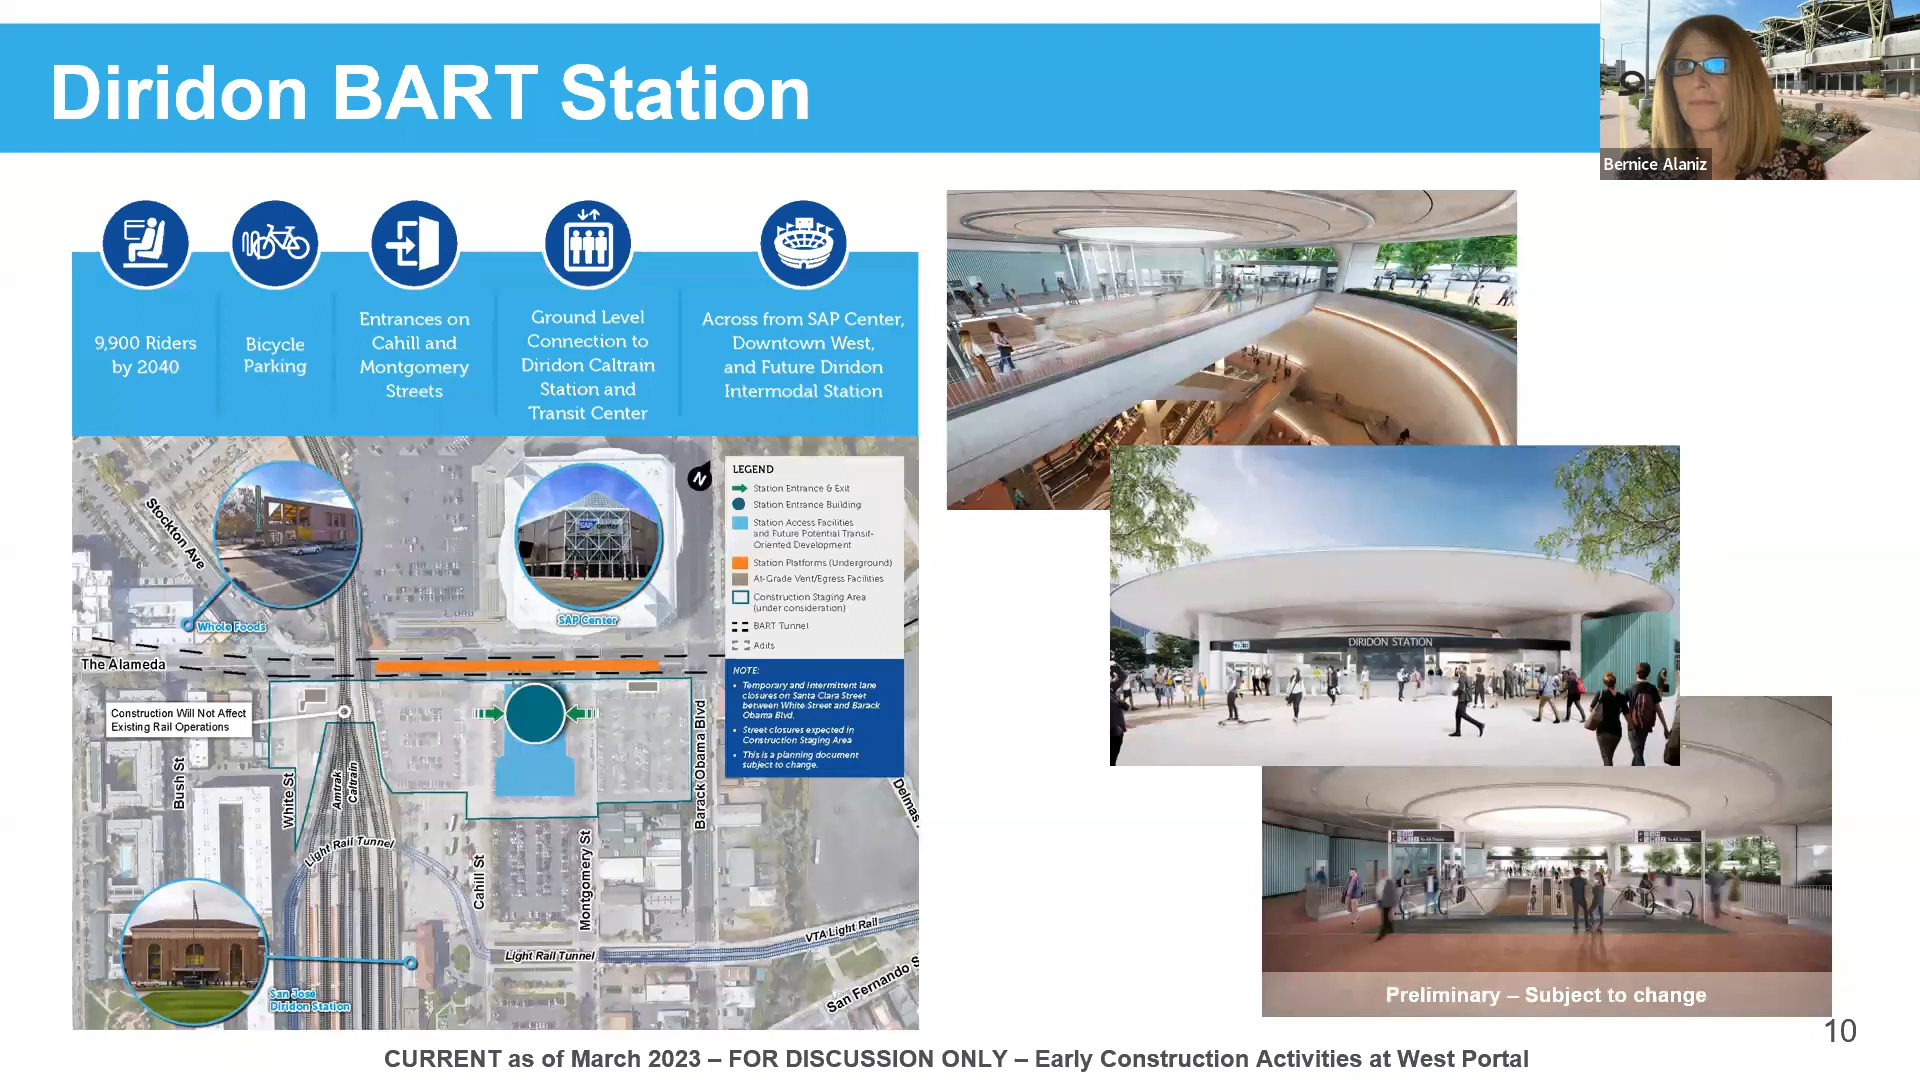 Diridon BART Station
Bernice Alaniz
9,900 Riders
by 2040
Bicycle
Parking
Entrances on
Cahill and
Montgomery
Streets
Ground Level
Connection to
Diridon Caltrain
Station and
Transit Center
Across from SAP Center,
Downtown West,
and Future Diridon
Intermodal Station
Stockton Ave
Whole Foods
SAP Center
SAP Center
N
LEGEND
Station Entrance & Exit
Station Entrance Building
Station Access Facilities
and Future Potential Transit-
Oriented Development
Station Platforms (Underground)
At-Grade Vent/Egress Facilities
Construction Staging Area
(under consideration)
BART Tunnel
Adits
NOTE:
• Temporary and intermittent lane
closures on Santa Clara Street
between White Street and Barack
Obama Blvd.
• Street closures expected in
Construction Staging Area
• This is a planning document
subject to change.
The Alameda
Construction Will Not Affect
Existing Rail Operations
Bush St
White St
Amtrak
Caltrain
Light Rail Tunnel
Cahill St
Montgomery St
Barack Obama Blvd
Delmas
Light Rail Tunnel
VTA Light Rail
San Fernando S
San José
Diridon Station
DIRIDON STATION
Preliminary – Subject to change
10
CURRENT as of March 2023 – FOR DISCUSSION ONLY – Early Construction Activities at West Portal